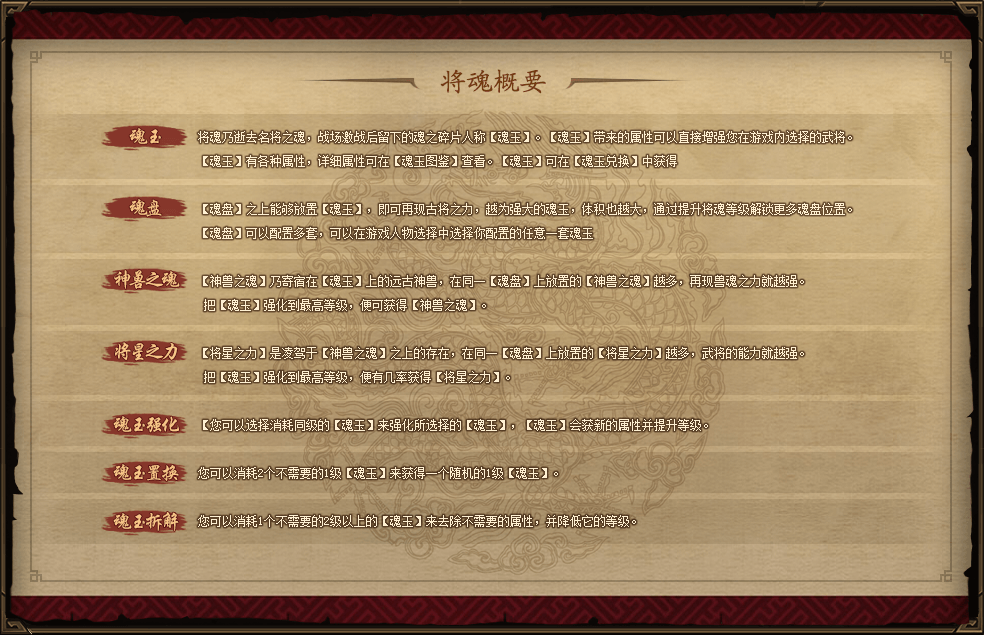 将魂概要
魂玉
将魂乃逝去名将之魂，战场激战后留下的魂之碎片人称【魂玉】。【魂玉】带来的属性可以直接增强您在游戏内选择的武将。
【魂玉】有各种属性，详细属性可在【魂玉图鉴】查看。【魂玉】可在【魂玉兑换】中获得
魂盘
【魂盘】之上能够放置【魂玉】，即可再现古将之力，越为强大的魂玉，体积也越大，通过提升将魂等级解锁更多魂盘位置。
【魂盘】可以配置多套，可以在游戏人物选择中选择你配置的任意一套魂玉
神兽之魂
【神兽之魂】乃寄宿在【魂玉】上的远古神兽，在同一【魂盘】上放置的【神兽之魂】越多，再现兽魂之力就越强。
把【魂玉】强化到最高等级，便可获得【神兽之魂】。
将星之力
【将星之力】是凌驾于【神兽之魂】之上的存在，在同一【魂盘】上放置的【将星之力】越多，武将的能力就越强。
把【魂玉】强化到最高等级，便有几率获得【将星之力】。
魂玉强化
【您可以选择消耗同级的【魂玉】来强化所选择的【魂玉】，【魂玉】会获新的属性并提升等级。
魂玉置换
您可以消耗2个不需要的1级【魂玉】来获得一个随机的1级【魂玉】。
魂玉拆解
您可以消耗1个不需要的2级以上的【魂玉】来去除不需要的属性，并降低它的等级。